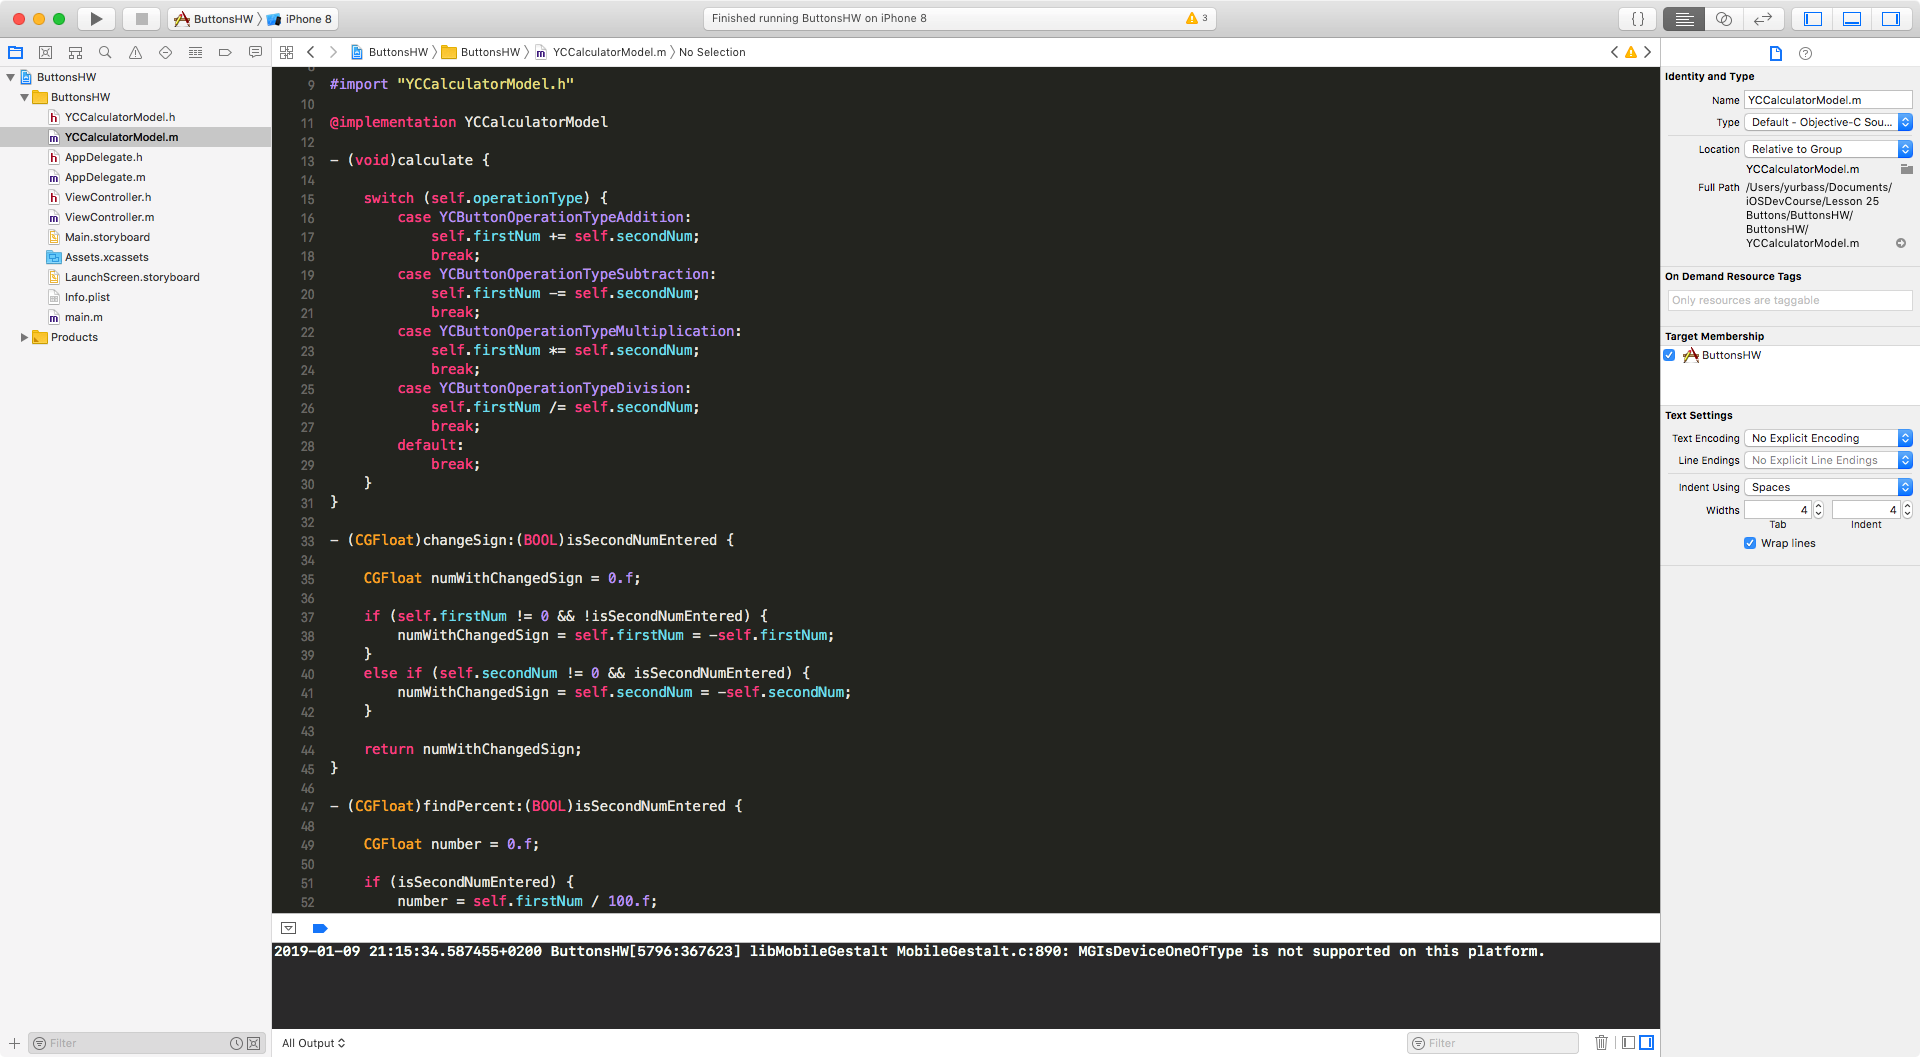 ButtonsHW iPhone 8
Finished running ButtonsHW on iPhone 8
3
{}
ButtonsHW ButtonsHW YCCalculatorModel.m No Selection
ButtonsHW
ButtonsHW
YCCalculatorModel.h
YCCalculatorModel.m
AppDelegate.h
AppDelegate.m
ViewController.h
ViewController.m
Main.storyboard
Assets.xcassets
LaunchScreen.storyboard
Info.plist
main.m
Products
Filter
9 #import "YCCalculatorModel.h"
10
11 @implementation YCCalculatorModel
12
13 - (void)calculate {
14
15 switch (self.operationType) {
16 case YCButtonOperationTypeAddition:
17 self.firstNum += self.secondNum;
18 break;
19 case YCButtonOperationTypeSubtraction:
20 self.firstNum -= self.secondNum;
21 break;
22 case YCButtonOperationTypeMultiplication:
23 self.firstNum *= self.secondNum;
24 break;
25 case YCButtonOperationTypeDivision:
26 self.firstNum /= self.secondNum;
27 break;
28 default:
29 break;
30 }
31 }
32
33 - (CGFloat)changeSign:(BOOL)isSecondNumEntered {
34
35 CGFloat numWithChangedSign = 0.f;
36
37 if (self.firstNum != 0 && !isSecondNumEntered) {
38 numWithChangedSign = self.firstNum = -self.firstNum;
39 }
40 else if (self.secondNum != 0 && isSecondNumEntered) {
41 numWithChangedSign = self.secondNum = -self.secondNum;
42 }
43
44 return numWithChangedSign;
45 }
46
47 - (CGFloat)findPercent:(BOOL)isSecondNumEntered {
48
49 CGFloat number = 0.f;
50
51 if (isSecondNumEntered) {
52 number = self.firstNum / 100.f;
2019-01-09 21:15:34.587455+0200 ButtonsHW[5796:367623] libMobileGestalt MobileGestalt.c:890: MGIsDeviceOneOfType is not supported on this platform.
All Output
Filter
Identity and Type
Name YCCalculatorModel.m
Type Default - Objective-C Sou...
Location Relative to Group
YCCalculatorModel.m
Full Path /Users/yurbass/Documents/
iOSDevCourse/Lesson 25
Buttons/ButtonsHW/
ButtonsHW/
YCCalculatorModel.m
On Demand Resource Tags
Only resources are taggable
Target Membership
ButtonsHW
Text Settings
Text Encoding No Explicit Encoding
Line Endings No Explicit Line Endings
Indent Using Spaces
Widths 4 4
Tab Indent
Wrap lines